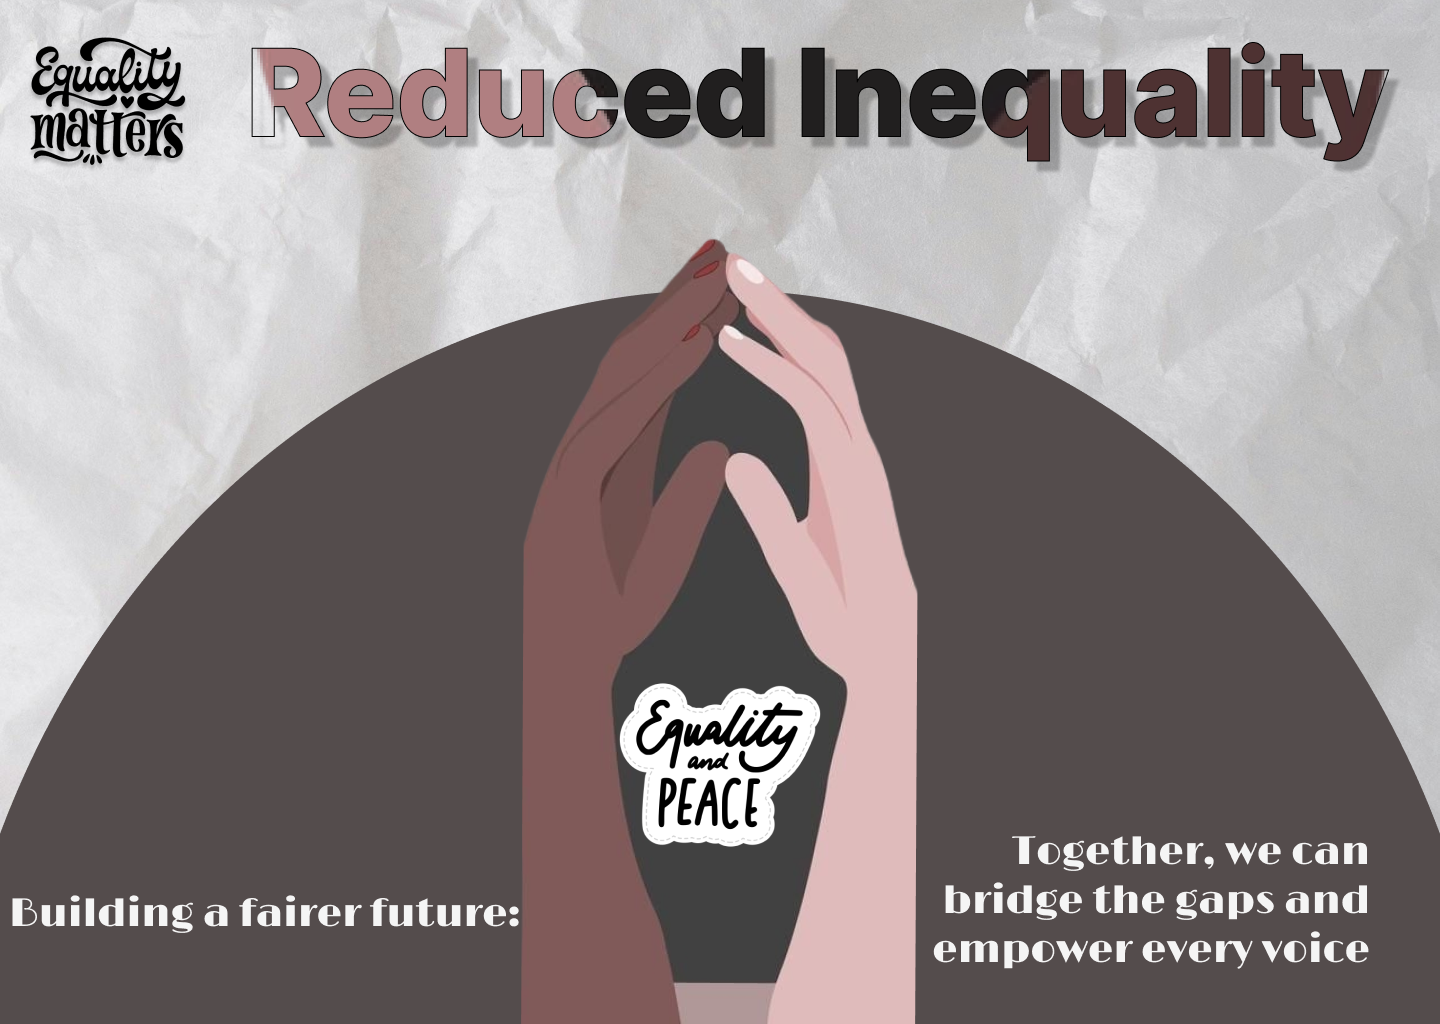 Equality
matters
Reduced Inequality
Equality
and
PEACE
Building a fairer future:
Together, we can
bridge the gaps and
empower every voice